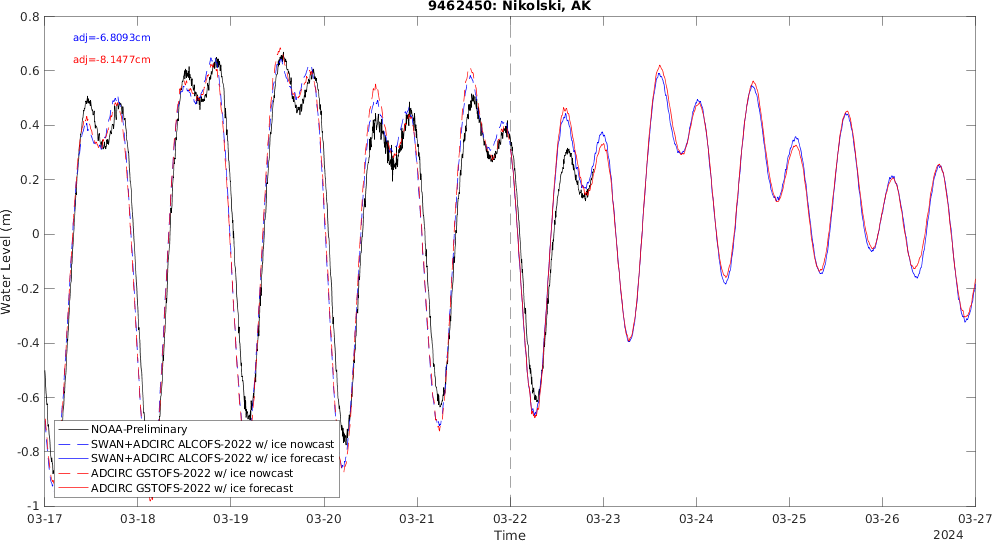 9462450: Nikolski, AK
adj=-6.8093cm
adj=-8.1477cm
0.8
0.6
0.4
0.2
0
-0.2
-0.4
-0.6
-0.8
-1
Water Level (m)
NOAA-Preliminary
SWAN+ADCIRC ALCOFS-2022 w/ ice nowcast
SWAN+ADCIRC ALCOFS-2022 w/ ice forecast
ADCIRC GSTOFS-2022 w/ ice nowcast
ADCIRC GSTOFS-2022 w/ ice forecast
03-17 03-18 03-19 03-20 03-21 03-22 03-23 03-24 03-25 03-26 03-27
Time
2024